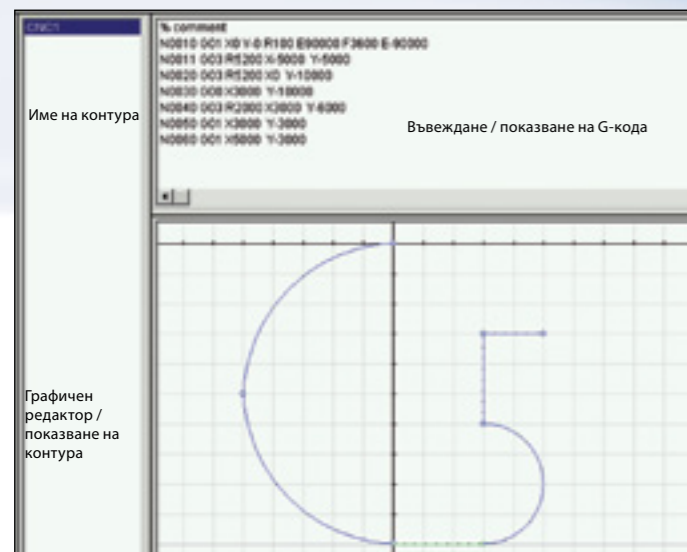 CNC1
% comment
N0010 G01 X0 Y-0 R100 E90000 F3600 E-90000
N0011 G03 R5200 X-5000 Y-5000
N0020 G03 R5200 X0 Y-10000
N0030 G00 X3000 Y-10000
N0040 G03 R2000 X3000 Y-6000
N0050 G01 X3000 Y-3000
N0060 G01 X5000 Y-3000
Име на контура
Въвеждане / показване на G-кода
Графичен
редактор /
показване на
контура